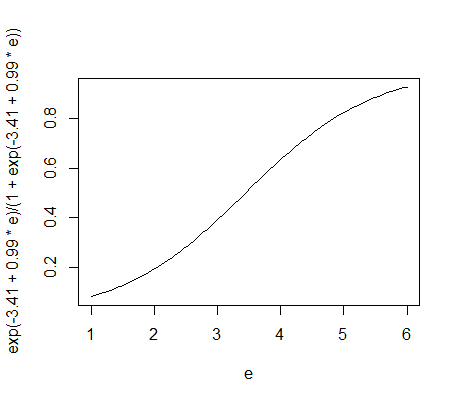 exp(-3.41 + 0.99 * e)/(1 + exp(-3.41 + 0.99 * e))
0.8
0.6
0.4
0.2
1 2 3 4 5 6
e